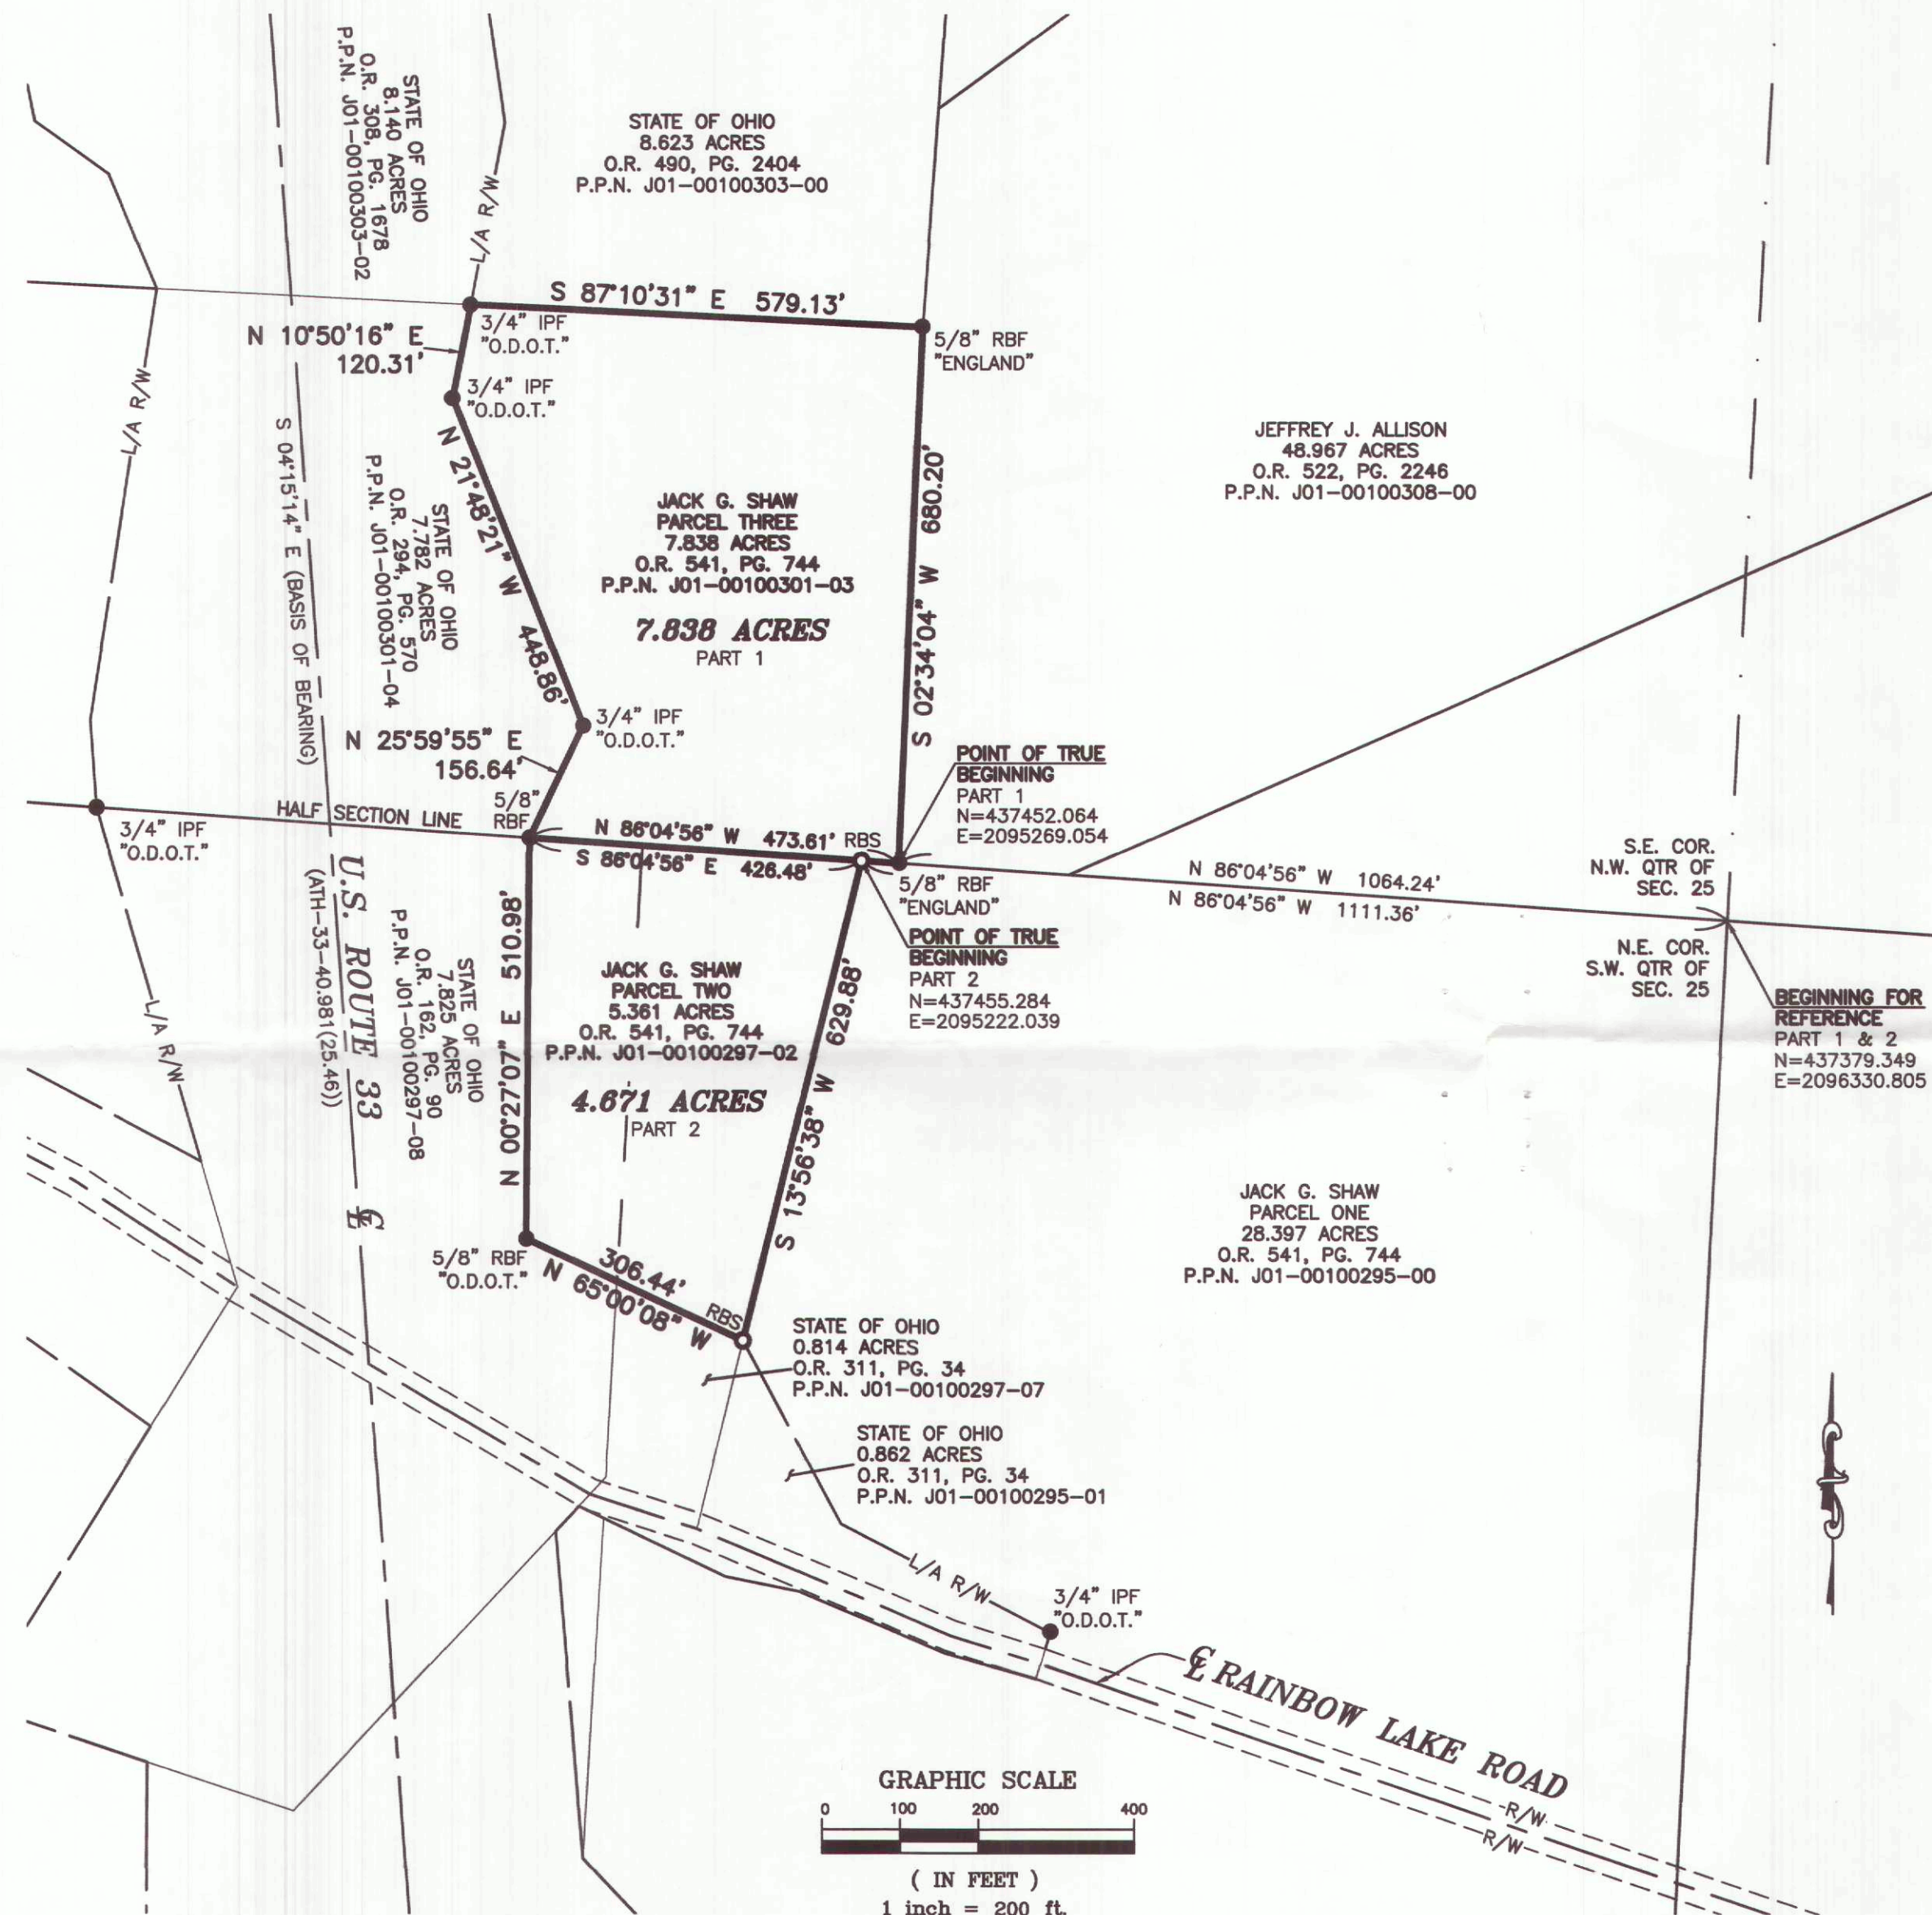 STATE OF OHIO
8.140 ACRES
O.R. 308, PG. 1678
P.P.N. J01-00100303-02
L/A R/W
STATE OF OHIO
8.623 ACRES
O.R. 490, PG. 2404
P.P.N. J01-00100303-00
S 87°10'31" E 579.13'
N 10°50'16" E
120.31'
3/4" IPF
"O.D.O.T."
5/8" RBF
"ENGLAND"
L/A R/W
3/4" IPF
"O.D.O.T."
N 21°48'21" W 448.86'
S 04°15'14" E (BASIS OF BEARING)
STATE OF OHIO
7.782 ACRES
O.R. 294, PG. 570
P.P.N. J01-00100301-04
JACK G. SHAW
PARCEL THREE
7.838 ACRES
O.R. 541, PG. 744
P.P.N. J01-00100301-03
7.838 ACRES
PART 1
S 02°34'04" W 680.20'
JEFFREY J. ALLISON
48.967 ACRES
O.R. 522, PG. 2246
P.P.N. J01-00100308-00
3/4" IPF
"O.D.O.T."
N 25°59'55" E
156.64'
POINT OF TRUE
BEGINNING
PART 1
N=437452.064
E=2095269.054
5/8"
RBF
HALF SECTION LINE
3/4" IPF
"O.D.O.T."
N 86°04'56" W 473.61'
RBS
S 86°04'56" E 426.48'
5/8" RBF
"ENGLAND"
N 86°04'56" W 1064.24'
N 86°04'56" W 1111.36'
S.E. COR.
N.W. QTR OF
SEC. 25
N.E. COR.
S.W. QTR OF
SEC. 25
BEGINNING FOR
REFERENCE
PART 1 & 2
N=437379.349
E=2096330.805
POINT OF TRUE
BEGINNING
PART 2
N=437455.284
E=2095222.039
U.S. ROUTE 33 ℄
(ATH-33-40.981(25.46))
STATE OF OHIO
7.825 ACRES
O.R. 162, PG. 90
P.P.N. J01-00100297-08
N 00°27'07" E 510.98'
JACK G. SHAW
PARCEL TWO
5.361 ACRES
O.R. 541, PG. 744
P.P.N. J01-00100297-02
4.671 ACRES
PART 2
S 13°56'38" W 629.88'
L/A R/W
JACK G. SHAW
PARCEL ONE
28.397 ACRES
O.R. 541, PG. 744
P.P.N. J01-00100295-00
5/8" RBF
"O.D.O.T."
306.44'
N 65°00'08" W
RBS
STATE OF OHIO
0.814 ACRES
O.R. 311, PG. 34
P.P.N. J01-00100297-07
STATE OF OHIO
0.862 ACRES
O.R. 311, PG. 34
P.P.N. J01-00100295-01
L/A R/W
3/4" IPF
"O.D.O.T."
℄ RAINBOW LAKE ROAD
R/W
R/W
GRAPHIC SCALE
0 100 200 400
( IN FEET )
1 inch = 200 ft.